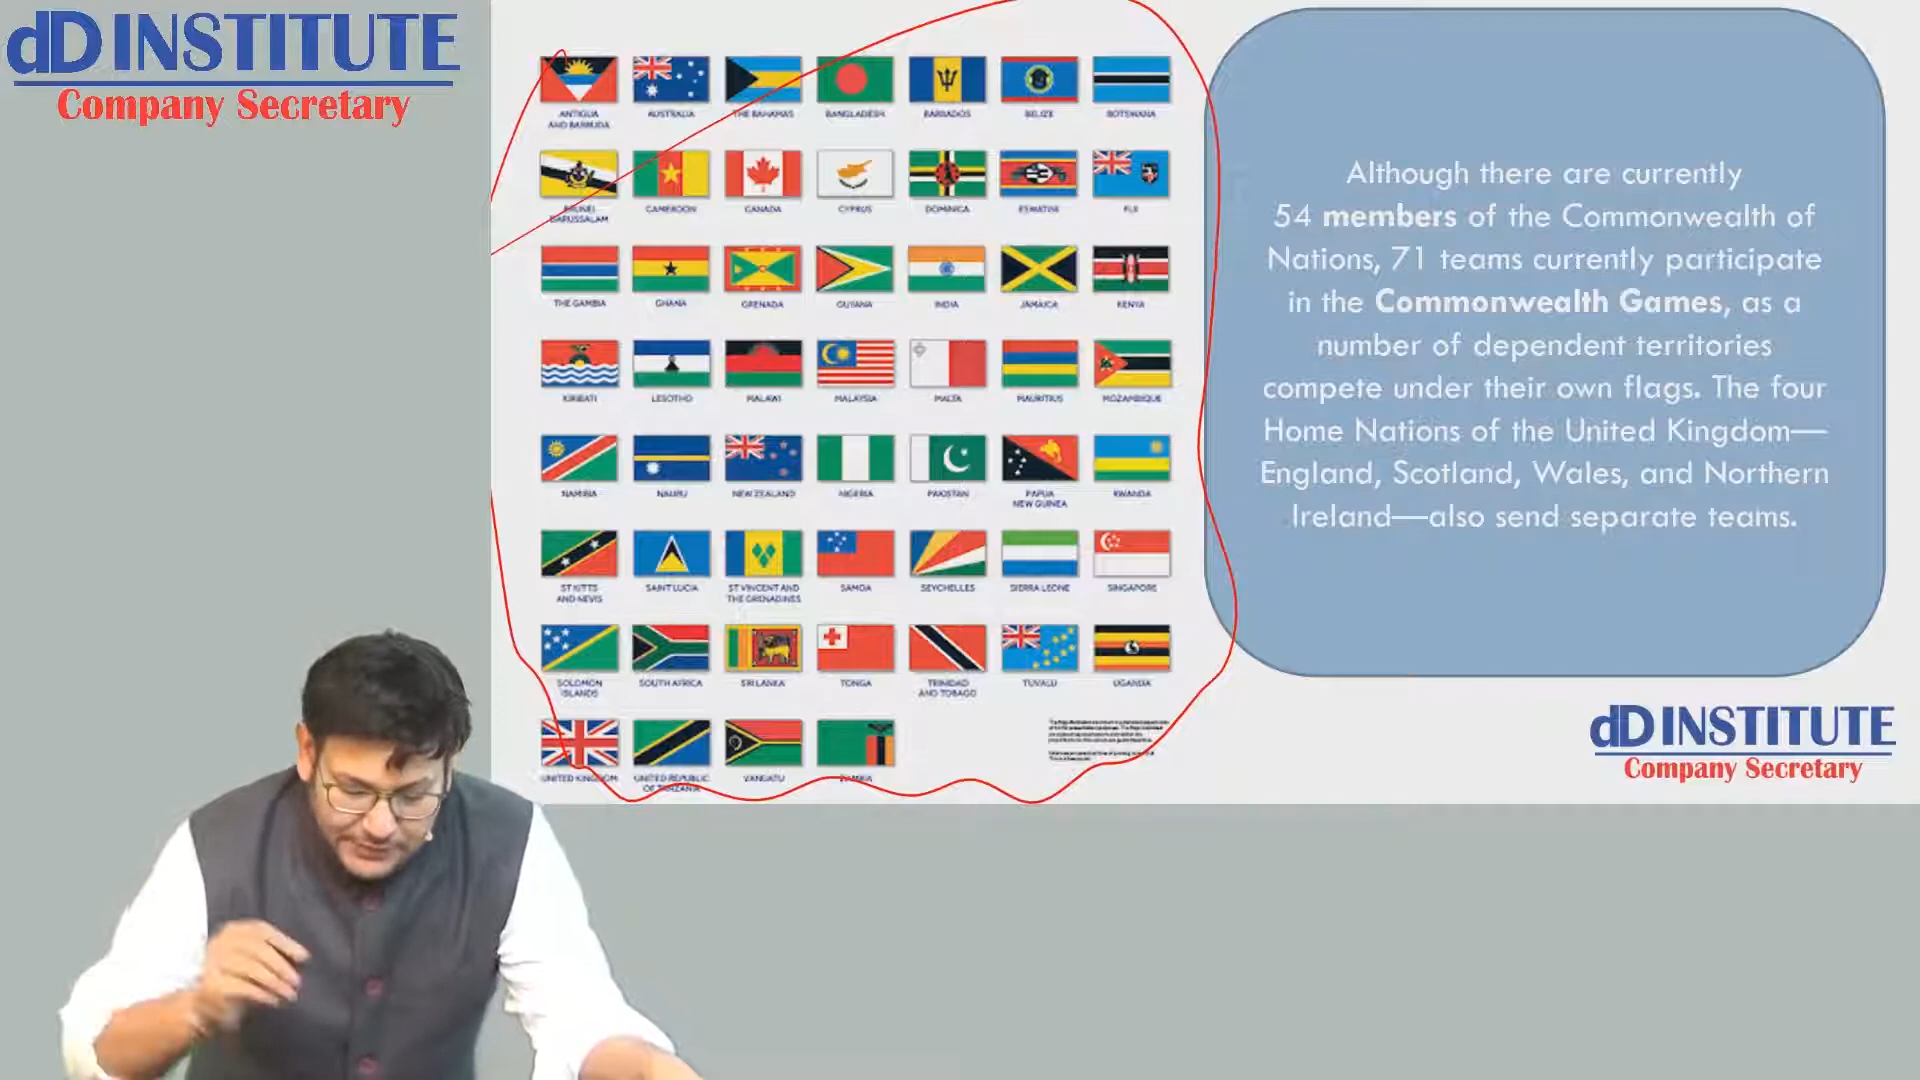 dDINSTITUTE
Company Secretary
ANTIGUA
AND BARBUDA
AUSTRALIA
THE BAHAMAS
BANGLADESH
BARBADOS
BELIZE
BOTSWANA
BRUNEI
DARUSSALAM
CAMEROON
CANADA
CYPRUS
DOMINICA
ESWATINI
FIJI
THE GAMBIA
GHANA
GRENADA
GUYANA
INDIA
JAMAICA
KENYA
KIRIBATI
LESOTHO
MALAWI
MALAYSIA
MALTA
MAURITIUS
MOZAMBIQUE
NAMIBIA
NAURU
NEW ZEALAND
NIGERIA
PAKISTAN
PAPUA
NEW GUINEA
RWANDA
ST KITTS
AND NEVIS
SAINT LUCIA
ST VINCENT AND
THE GRENADINES
SAMOA
SEYCHELLES
SIERRA LEONE
SINGAPORE
SOLOMON
ISLANDS
SOUTH AFRICA
SRI LANKA
TONGA
TRINIDAD
AND TOBAGO
TUVALU
UGANDA
UNITED KINGDOM
UNITED REPUBLIC
OF TANZANIA
VANUATU
ZAMBIA
Although there are currently
54 members of the Commonwealth of
Nations, 71 teams currently participate
in the Commonwealth Games, as a
number of dependent territories
compete under their own flags. The four
Home Nations of the United Kingdom—
England, Scotland, Wales, and Northern
Ireland—also send separate teams.
dDINSTITUTE
Company Secretary